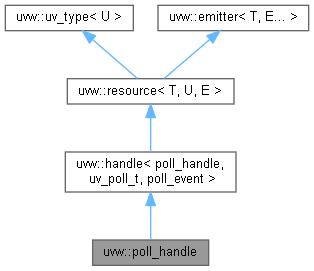 uvw::uv_type< U >
uvw::emitter< T, E... >
uvw::resource< T, U, E >
uvw::handle< poll_handle,
uv_poll_t, poll_event >
uvw::poll_handle